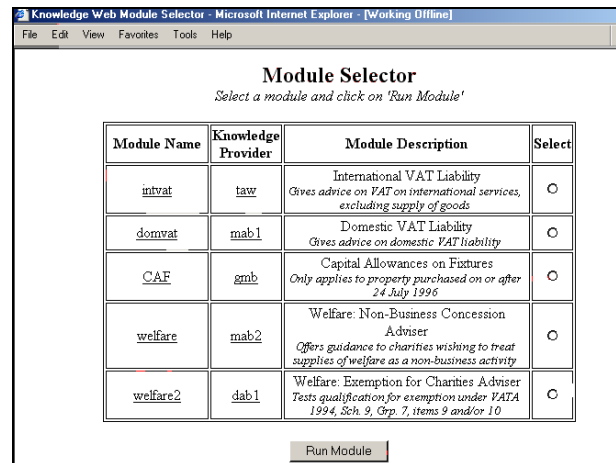 Knowledge Web Module Selector - Microsoft Internet Explorer - [Working Offline]
File Edit View Favorites Tools Help
Module Selector
Select a module and click on 'Run Module'
Module Name Knowledge Provider Module Description Select
intvat taw International VAT Liability
Gives advice on VAT on international services,
excluding supply of goods
domvat mab1 Domestic VAT Liability
Gives advice on domestic VAT liability
CAF gmb Capital Allowances on Fixtures
Only applies to property purchased on or after
24 July 1996
welfare mab2 Welfare: Non-Business Concession
Adviser
Offers guidance to charities wishing to treat
supplies of welfare as a non-business activity
welfare2 dab1 Welfare: Exemption for Charities Adviser
Tests qualification for exemption under VATA
1994, Sch. 9, Grp. 7, items 9 and/or 10
Run Module